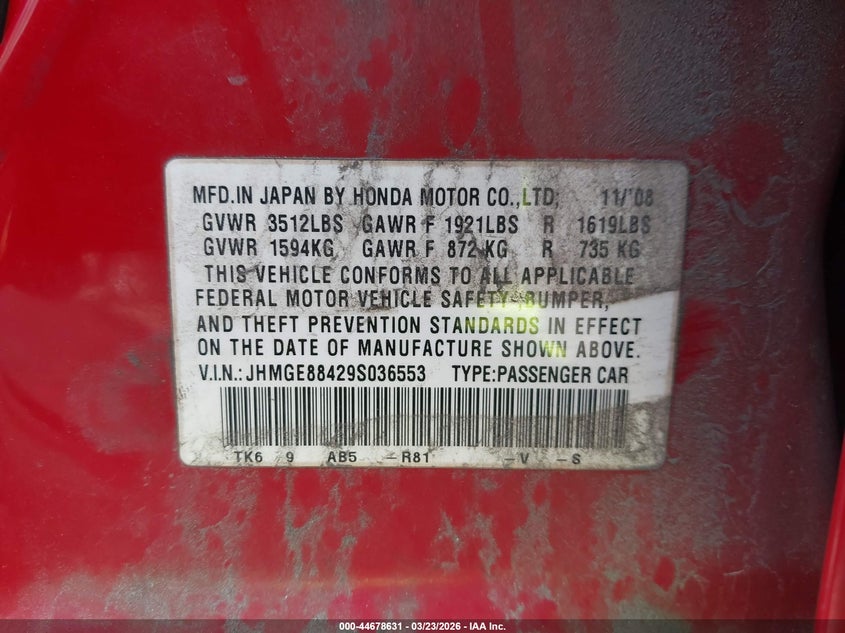 MFD.IN JAPAN BY HONDA MOTOR CO.,LTD, 11/'08
GVWR 3512LBS GAWR F 1921LBS R 1619LBS
GVWR 1594KG GAWR F 872 KG R 735 KG
THIS VEHICLE CONFORMS TO ALL APPLICABLE
FEDERAL MOTOR VEHICLE SAFETY, BUMPER,
AND THEFT PREVENTION STANDARDS IN EFFECT
ON THE DATE OF MANUFACTURE SHOWN ABOVE.
V.I.N.: JHMGE88429S036553 TYPE:PASSENGER CAR
TK6 9 AB5 -R81 -V -S
000-44678631 | 03/23/2026 | IAA Inc.